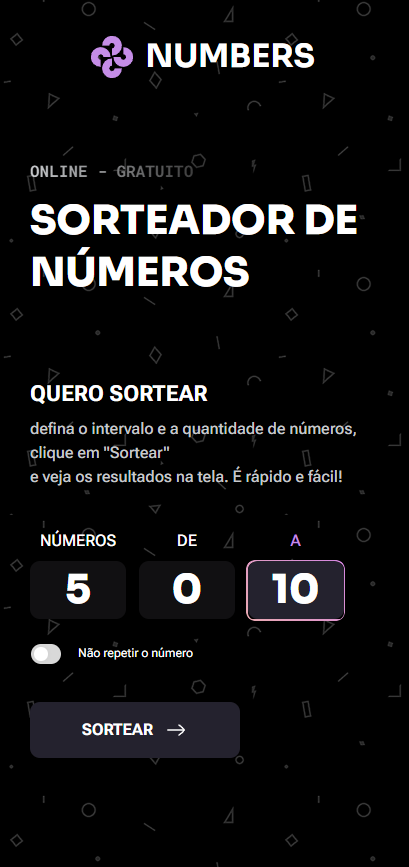 NUMBERS
ONLINE - GRATUITO
SORTEADOR DE
NÚMEROS
QUERO SORTEAR
defina o intervalo e a quantidade de números,
clique em "Sortear"
e veja os resultados na tela. É rápido e fácil!
NÚMEROS DE A
5 0 10
Não repetir o número
SORTEAR →